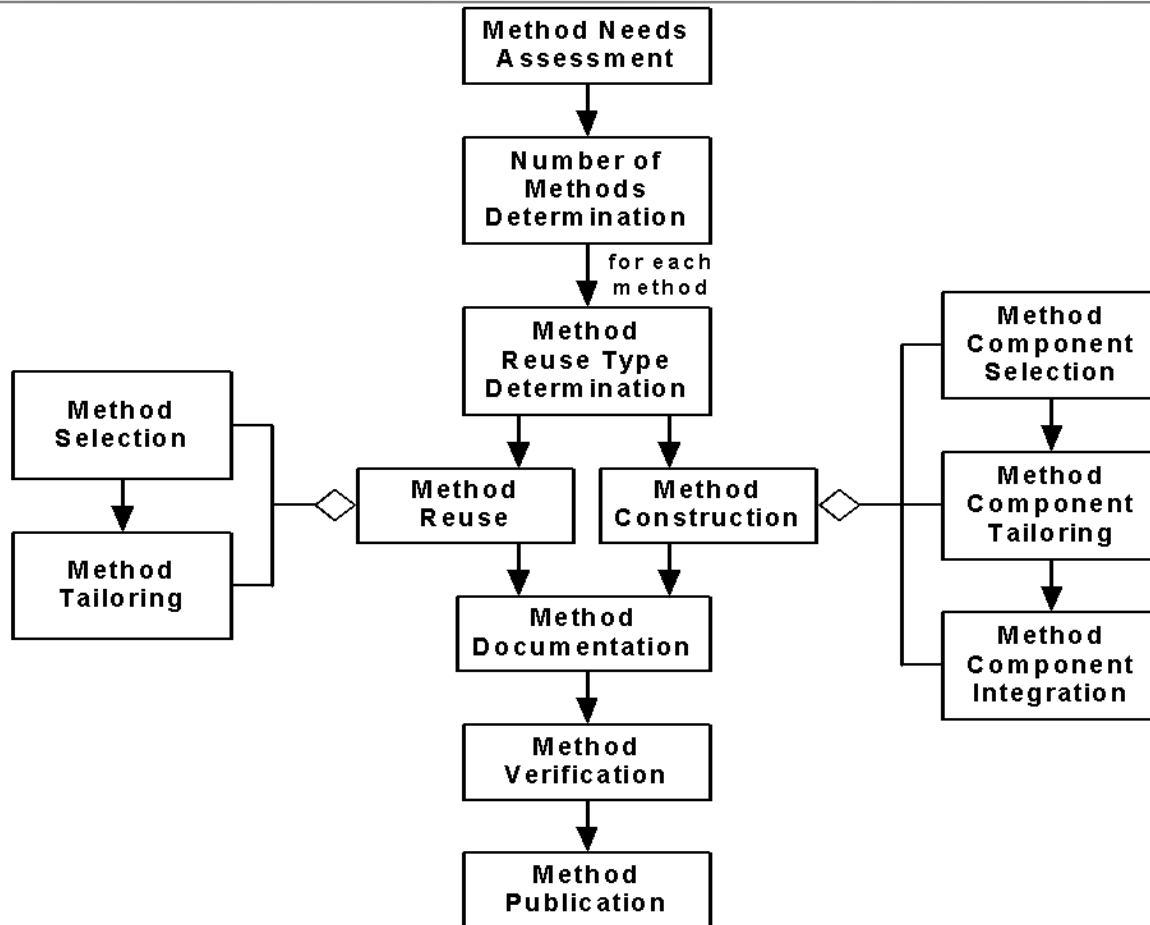 Method Needs
Assessment
Number of
Methods
Determination
for each
method
Method
Reuse Type
Determination
Method
Selection
Method
Tailoring
Method
Reuse
Method
Construction
Method
Component
Selection
Method
Component
Tailoring
Method
Component
Integration
Method
Documentation
Method
Verification
Method
Publication